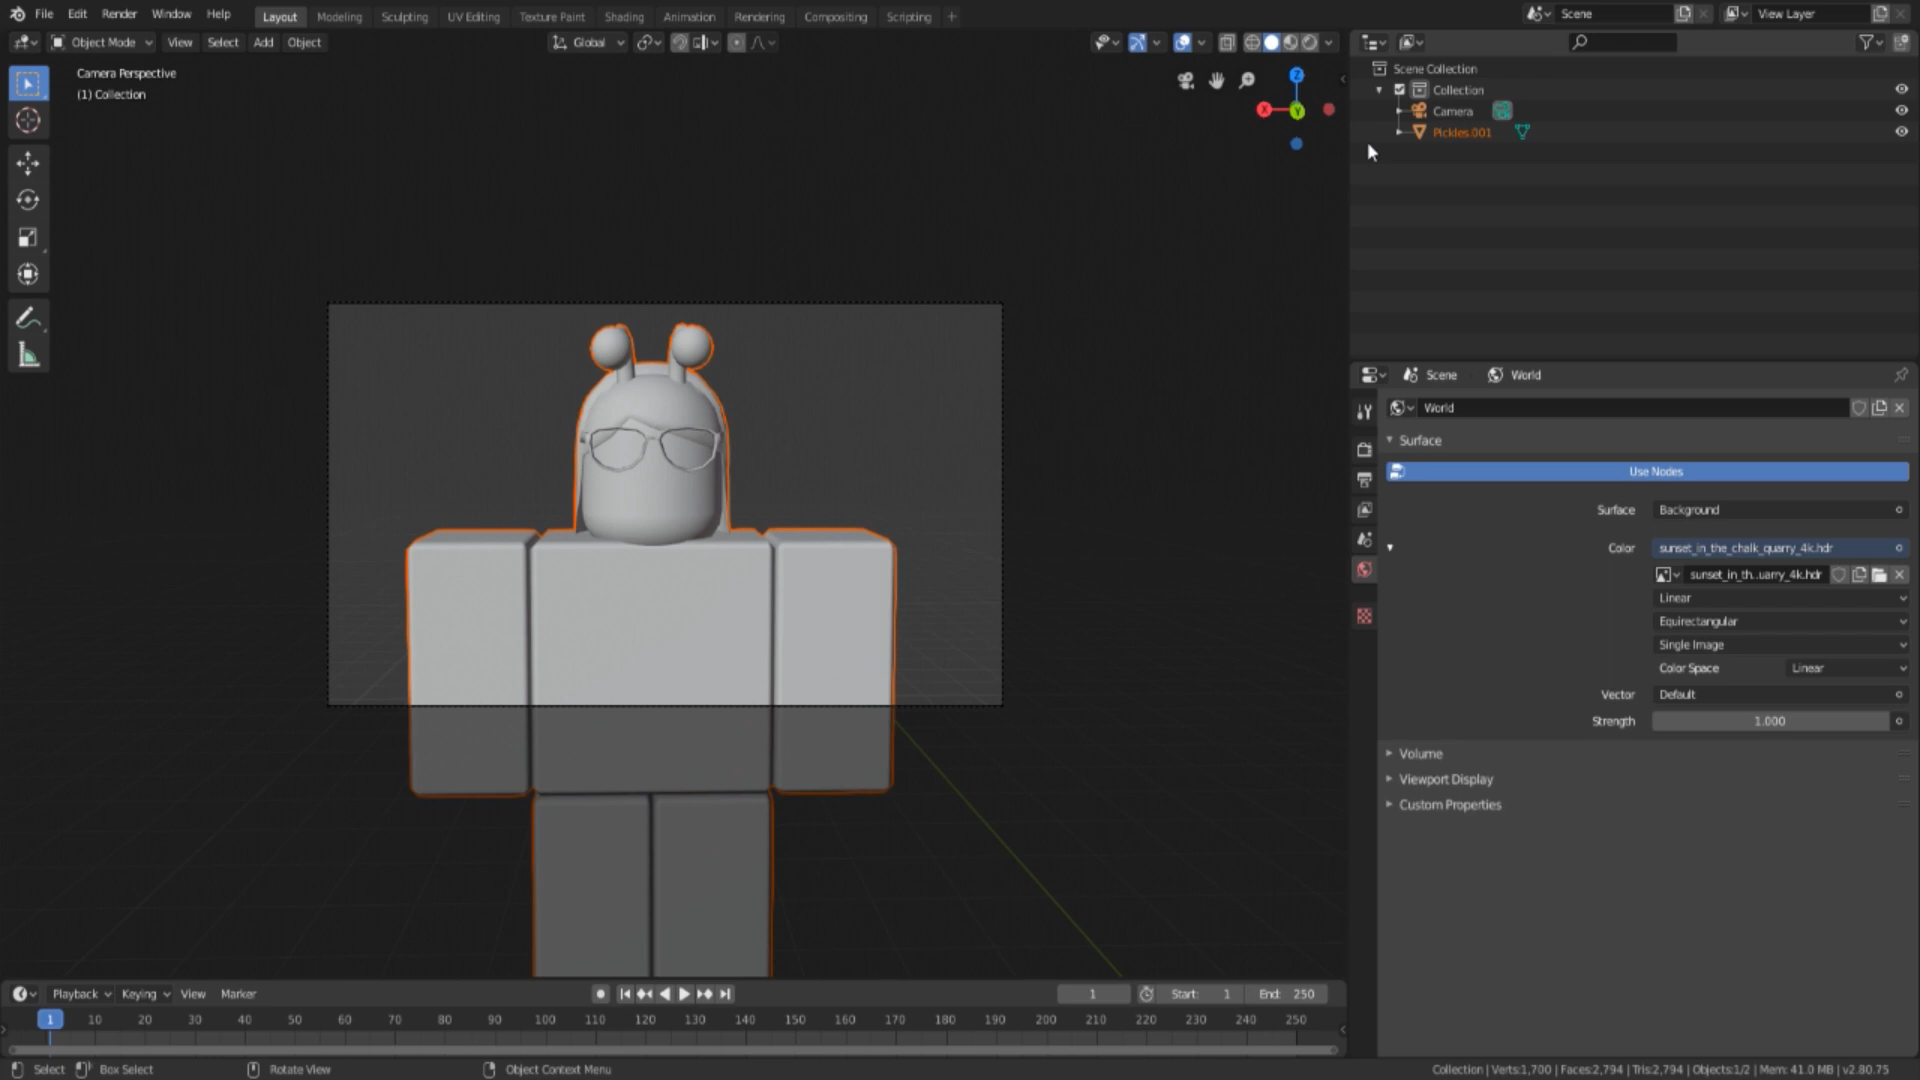 File Edit Render Window Help Layout Modeling Sculpting UV Editing Texture Paint Shading Animation Rendering Compositing Scripting + Scene View Layer
Object Mode View Select Add Object Global
Camera Perspective
(1) Collection
Z
X
Y
Scene Collection
Collection
Camera
Pickles.001
Scene World
World
Surface
Use Nodes
Surface Background
Color sunset_in_the_chalk_quarry_4k.hdr
sunset_in_th..uarry_4k.hdr
Linear
Equirectangular
Single Image
Color Space Linear
Vector Default
Strength 1.000
Volume
Viewport Display
Custom Properties
Playback Keying View Marker 1 Start: 1 End: 250
1 10 20 30 40 50 60 70 80 90 100 110 120 130 140 150 160 170 180 190 200 210 220 230 240 250
Select Box Select Rotate View Object Context Menu Collection | Verts:1,700 | Faces:2,794 | Tris:2,794 | Objects:1/2 | Mem: 41.0 MB | v2.80.75